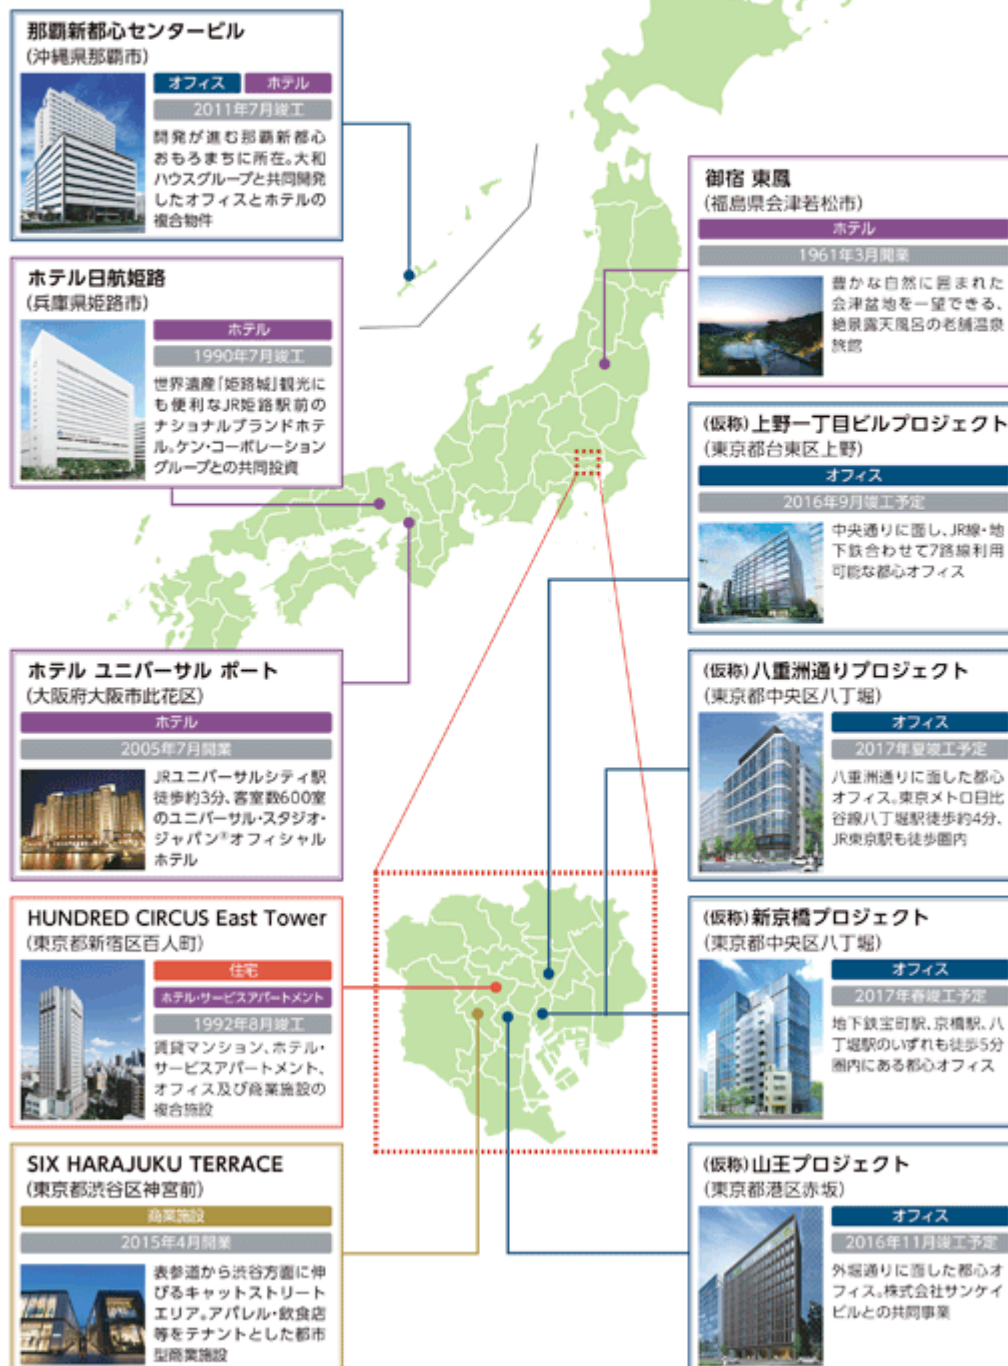 那覇新都心センタービル
(沖縄県那覇市)
オフィス ホテル
2011年7月竣工
開発が進む那覇新都心
おもろまちに所在。大和
ハウスグループと共同開発
したオフィスとホテルの
複合物件
ホテル日航姫路
(兵庫県姫路市)
ホテル
1990年7月竣工
世界遺産「姫路城」観光に
も便利なJR姫路駅前の
ナショナルブランドホテ
ル。ケン・コーポレーション
グループとの共同投資
ホテル ユニバーサル ポート
(大阪府大阪市此花区)
ホテル
2005年7月開業
JRユニバーサルシティ駅
徒歩約3分、客室数600室
のユニバーサル・スタジオ・
ジャパン®オフィシャル
ホテル
HUNDRED CIRCUS East Tower
(東京都新宿区百人町)
住宅
ホテル・サービスアパートメント
1992年8月竣工
賃貸マンション、ホテル・
サービスアパートメント、
オフィス及び商業施設の
複合施設
SIX HARAJUKU TERRACE
(東京都渋谷区神宮前)
商業施設
2015年4月開業
表参道から渋谷方面に伸
びるキャットストリート
エリア。アパレル・飲食店
等をテナントとした都市
型商業施設
御宿 東鳳
(福島県会津若松市)
ホテル
1961年3月開業
豊かな自然に囲まれた
会津盆地を一望できる、
絶景露天風呂の老舗温泉
旅館
(仮称)上野一丁目ビルプロジェクト
(東京都台東区上野)
オフィス
2016年9月竣工予定
中央通りに面し、JR線・地
下鉄合わせて7路線利用
可能な都心オフィス
(仮称)八重洲通りプロジェクト
(東京都中央区八丁堀)
オフィス
2017年夏竣工予定
八重洲通りに面した都心
オフィス。東京メトロ日比
谷線八丁堀駅徒歩約4分、
JR東京駅も徒歩圏内
(仮称)新京橋プロジェクト
(東京都中央区八丁堀)
オフィス
2017年春竣工予定
地下鉄宝町駅、京橋駅、八
丁堀駅のいずれも徒歩5分
圏内にある都心オフィス
(仮称)山王プロジェクト
(東京都港区赤坂)
オフィス
2016年11月竣工予定
外堀通りに面した都心オ
フィス。株式会社サンケイ
ビルとの共同事業